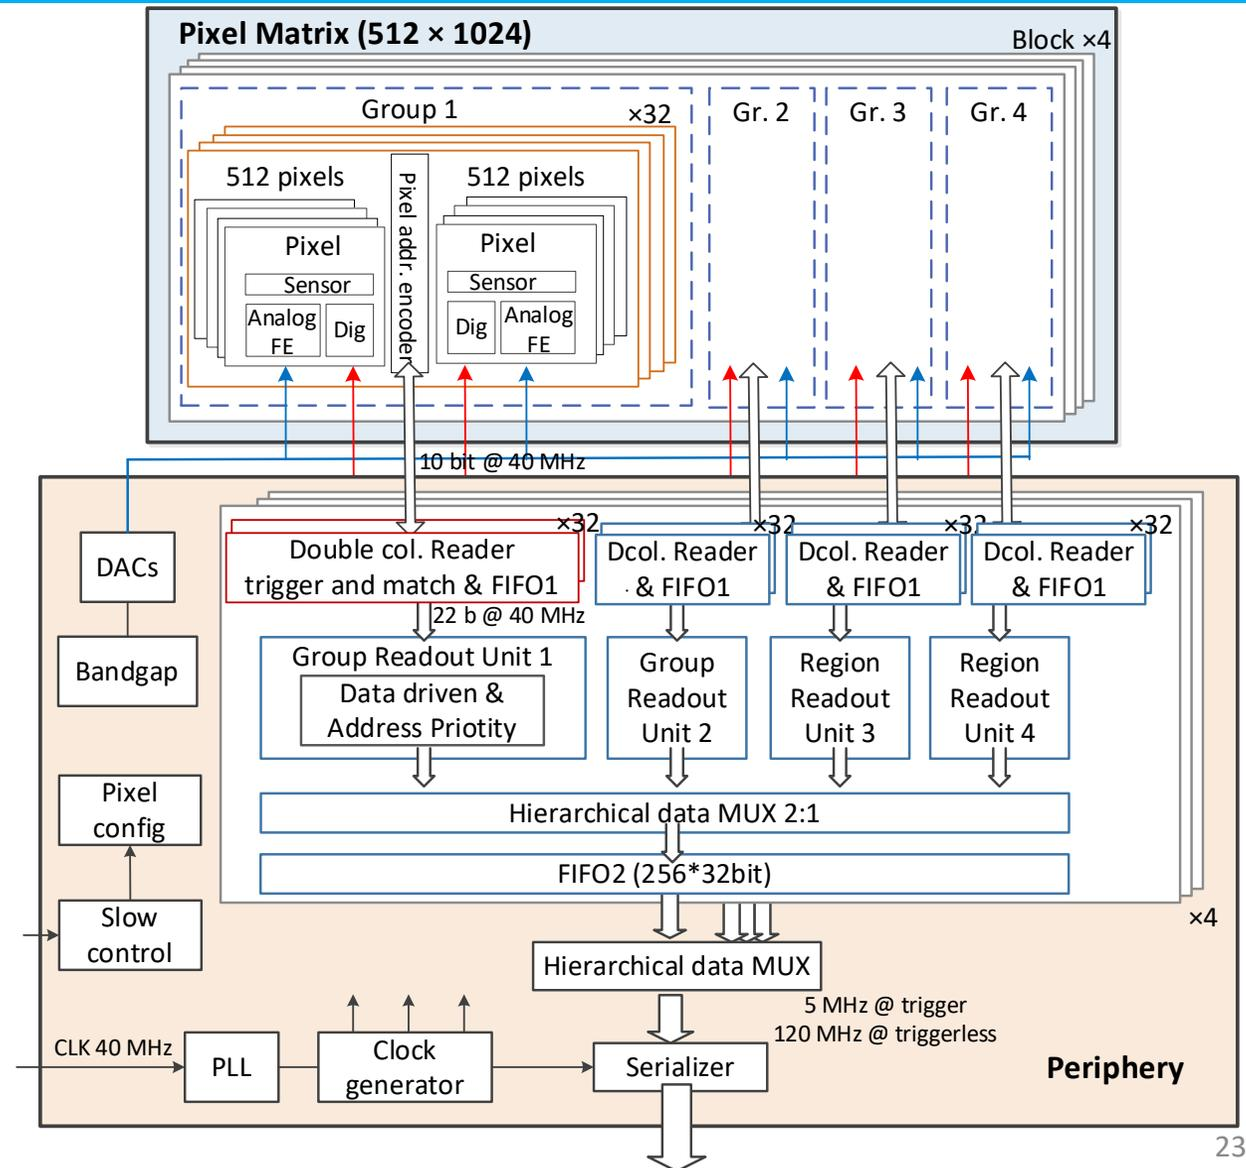 Pixel Matrix (512 × 1024)
Block ×4
Group 1
×32
Gr. 2
Gr. 3
Gr. 4
512 pixels
Pixel addr. encoder
512 pixels
Pixel
Sensor
Analog
FE
Dig
Pixel
Sensor
Dig
Analog
FE
10 bit @ 40 MHz
DACs
Bandgap
×32
Double col. Reader
trigger and match & FIFO1
×32
Dcol. Reader
. & FIFO1
×32
Dcol. Reader
& FIFO1
×32
Dcol. Reader
& FIFO1
22 b @ 40 MHz
Group Readout Unit 1
Data driven &
Address Priotity
Group
Readout
Unit 2
Region
Readout
Unit 3
Region
Readout
Unit 4
Pixel
config
Hierarchical data MUX 2:1
FIFO2 (256*32bit)
Slow
control
×4
Hierarchical data MUX
5 MHz @ trigger
120 MHz @ triggerless
CLK 40 MHz
PLL
Clock
generator
Serializer
Periphery
23